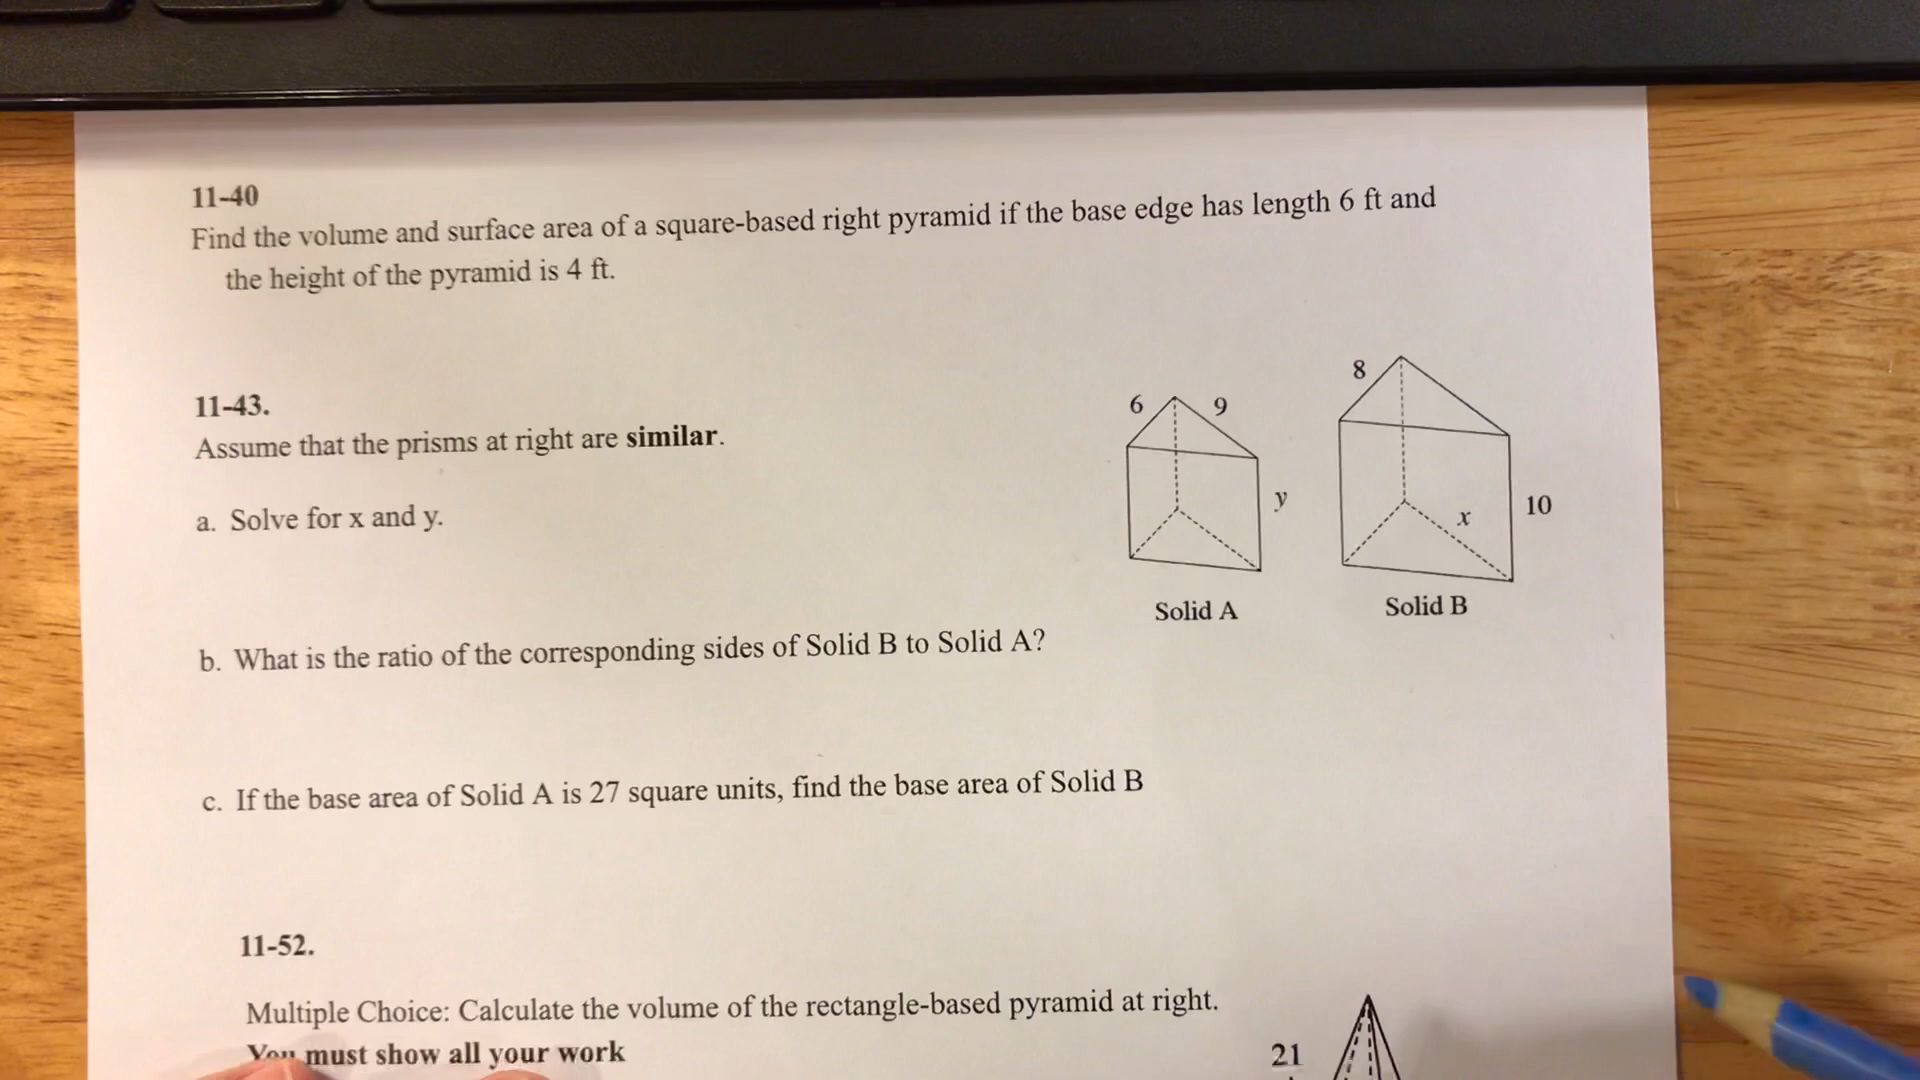 11-40
Find the volume and surface area of a square-based right pyramid if the base edge has length 6 ft and
the height of the pyramid is 4 ft.
11-43.
Assume that the prisms at right are similar.
6
9
y
8
x
10
Solid A
Solid B
a. Solve for x and y.
b. What is the ratio of the corresponding sides of Solid B to Solid A?
c. If the base area of Solid A is 27 square units, find the base area of Solid B
11-52.
Multiple Choice: Calculate the volume of the rectangle-based pyramid at right.
You must show all your work
21